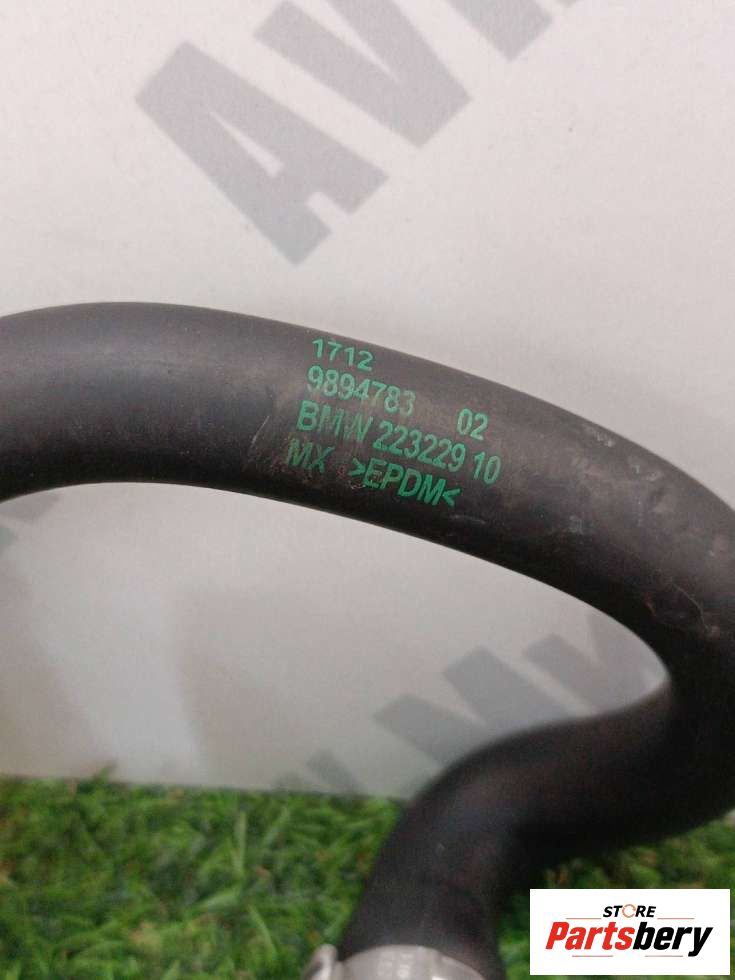 1712
9894783 02
BMW 223229 10
MX >EPDM<
STORE
Partsbery